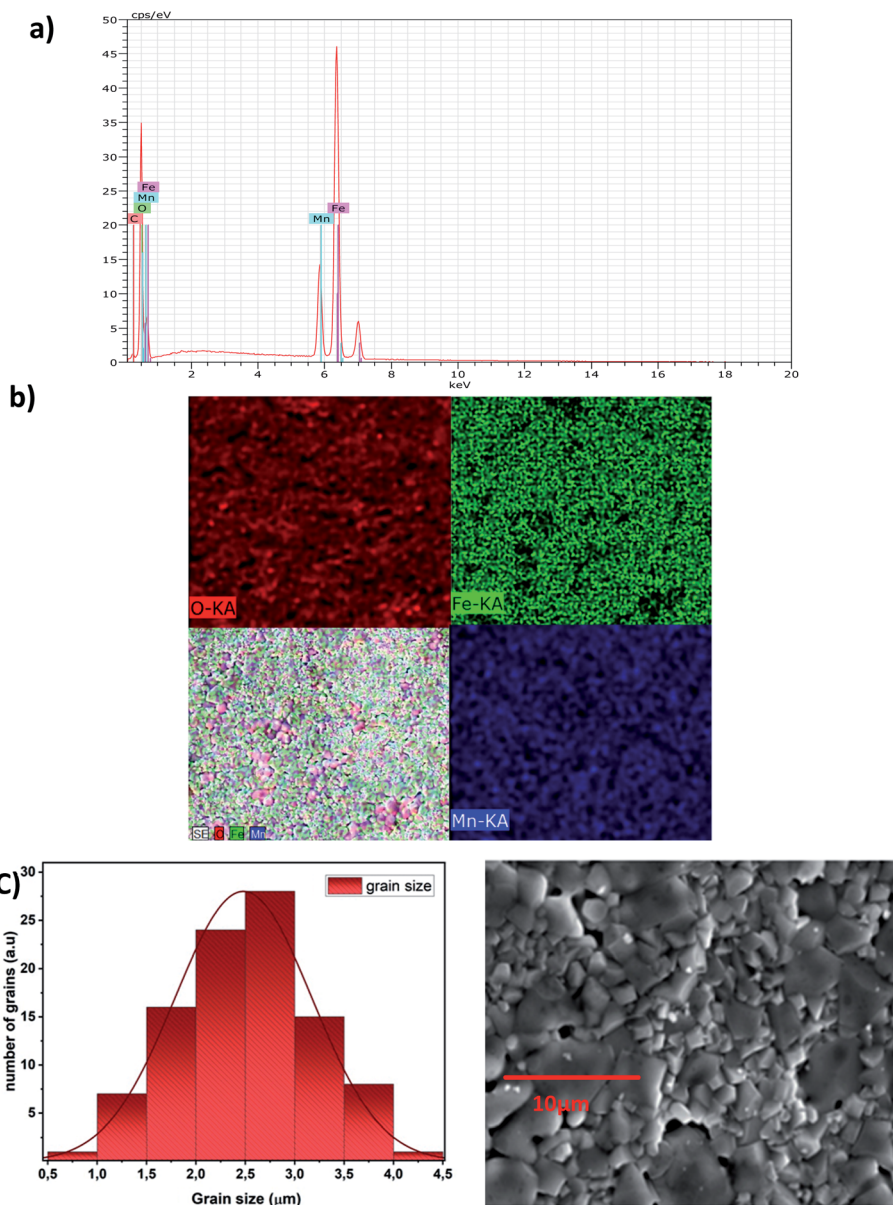 a)
cps/eV
50
45
40
35
30
25
20
15
10
5
0
Fe
Mn
O
C
Mn
Fe
2 4 6 8 10 12 14 16 18 20
keV
b)
O-KA
Fe-KA
SE O Fe Mn
Mn-KA
C)
30
25
20
15
10
5
number of grains (a.u)
grain size
0,5 1,0 1,5 2,0 2,5 3,0 3,5 4,0 4,5
Grain size (μm)
10μm